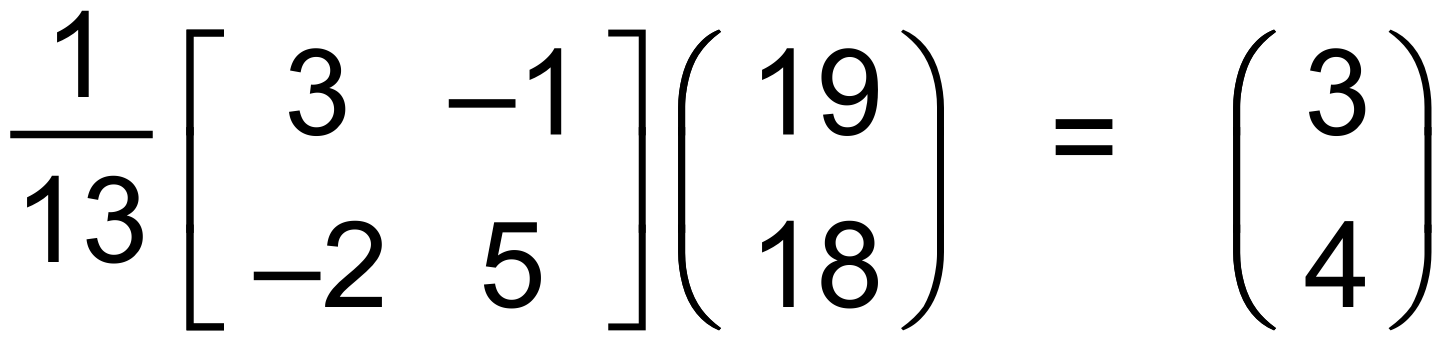 1/13 [ 3 –1 ] ( 19 ) = ( 3 )
[ –2 5 ] ( 18 ) ( 4 )